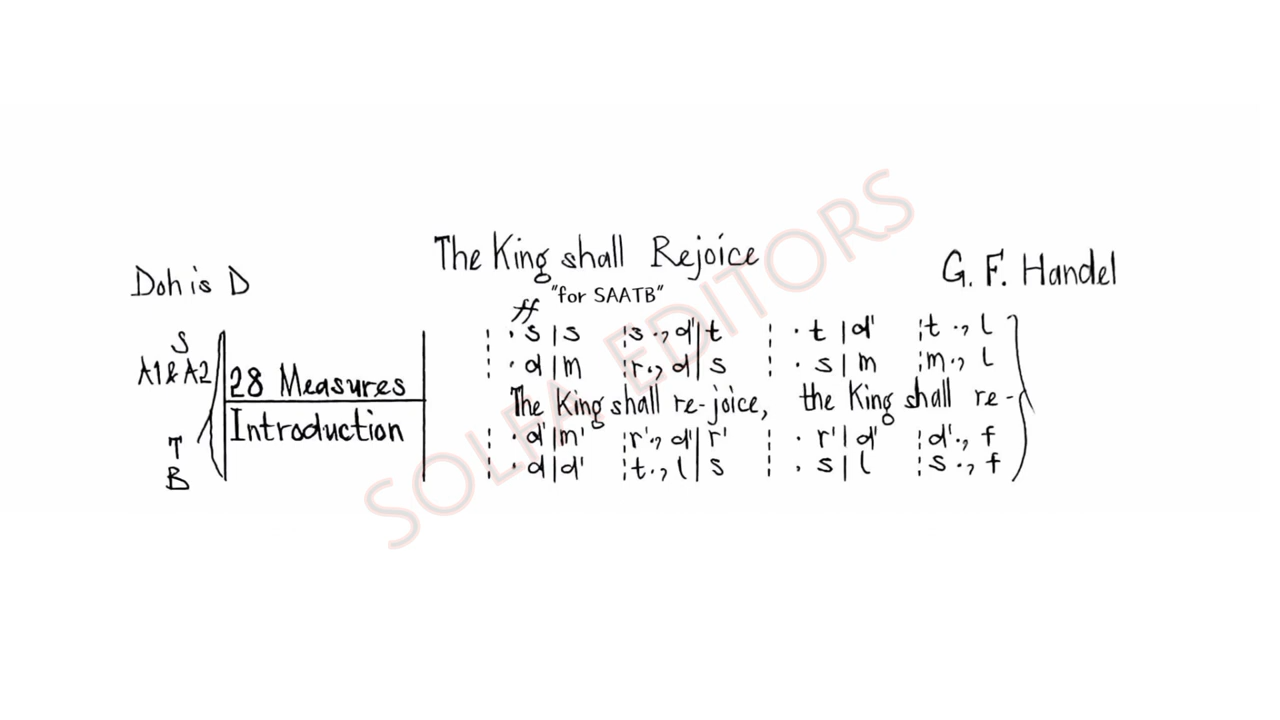 The King shall Rejoice
Doh is D
G. F. Handel
"for SAATB"
ff
S
A1 & A2
T
B
28 Measures
Introduction
¦ . s | s ¦ s ., d' | t ¦ . t | d' ¦ t ., l
¦ . d | m ¦ r ., d | s ¦ . s | m ¦ m ., l
The King shall re-joice, the King shall re-
¦ . d' | m' ¦ r' ., d' | r' ¦ . r' | d' ¦ d' ., f
¦ . d | d' ¦ t ., l | s ¦ . s | l ¦ s ., f
SOLFA EDITORS